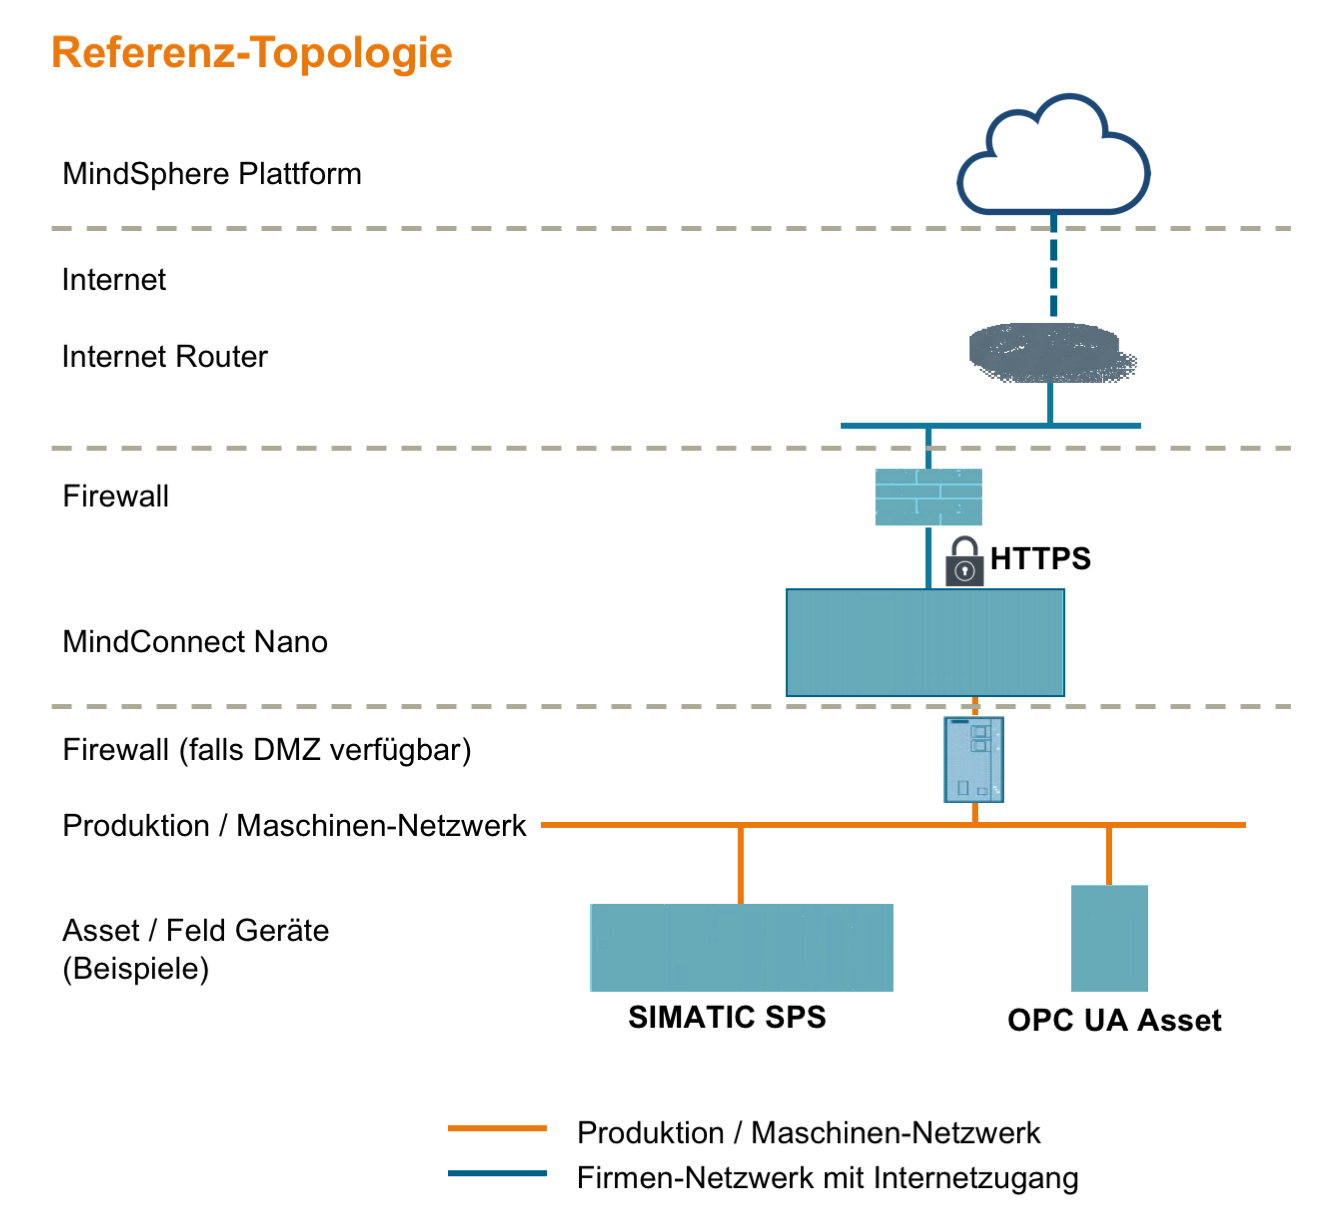 Referenz-Topologie
MindSphere Plattform
Internet
Internet Router
Firewall
HTTPS
MindConnect Nano
Firewall (falls DMZ verfügbar)
Produktion / Maschinen-Netzwerk
Asset / Feld Geräte
(Beispiele)
SIMATIC SPS
OPC UA Asset
Produktion / Maschinen-Netzwerk
Firmen-Netzwerk mit Internetzugang